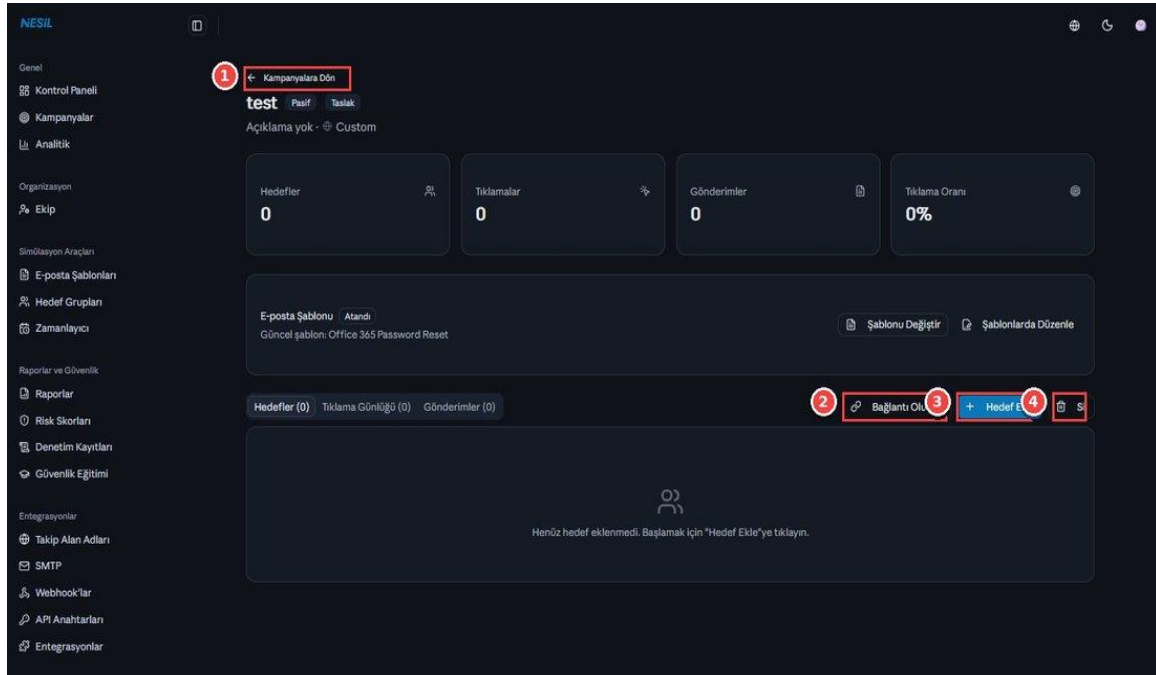 NESIL
Genel
Kontrol Paneli
Kampanyalar
Analitik
Organizasyon
Ekip
Simülasyon Araçları
E-posta Şablonları
Hedef Grupları
Zamanlayıcı
Raporlar ve Güvenlik
Raporlar
Risk Skorları
Denetim Kayıtları
Güvenlik Eğitimi
Entegrasyonlar
Takip Alan Adları
SMTP
Webhook'lar
API Anahtarları
Entegrasyonlar
1 ← Kampanyalara Dön
test Pasif Taslak
Açıklama yok · Custom
Hedefler
0
Tıklamalar
0
Gönderimler
0
Tıklama Oranı
0%
E-posta Şablonu Atandı
Güncel şablon: Office 365 Password Reset
Şablonu Değiştir Şablonlarda Düzenle
Hedefler (0) Tıklama Günlüğü (0) Gönderimler (0)
2 Bağlantı Olu 3 + Hedef E 4 Si
Henüz hedef eklenmedi. Başlamak için "Hedef Ekle"ye tıklayın.